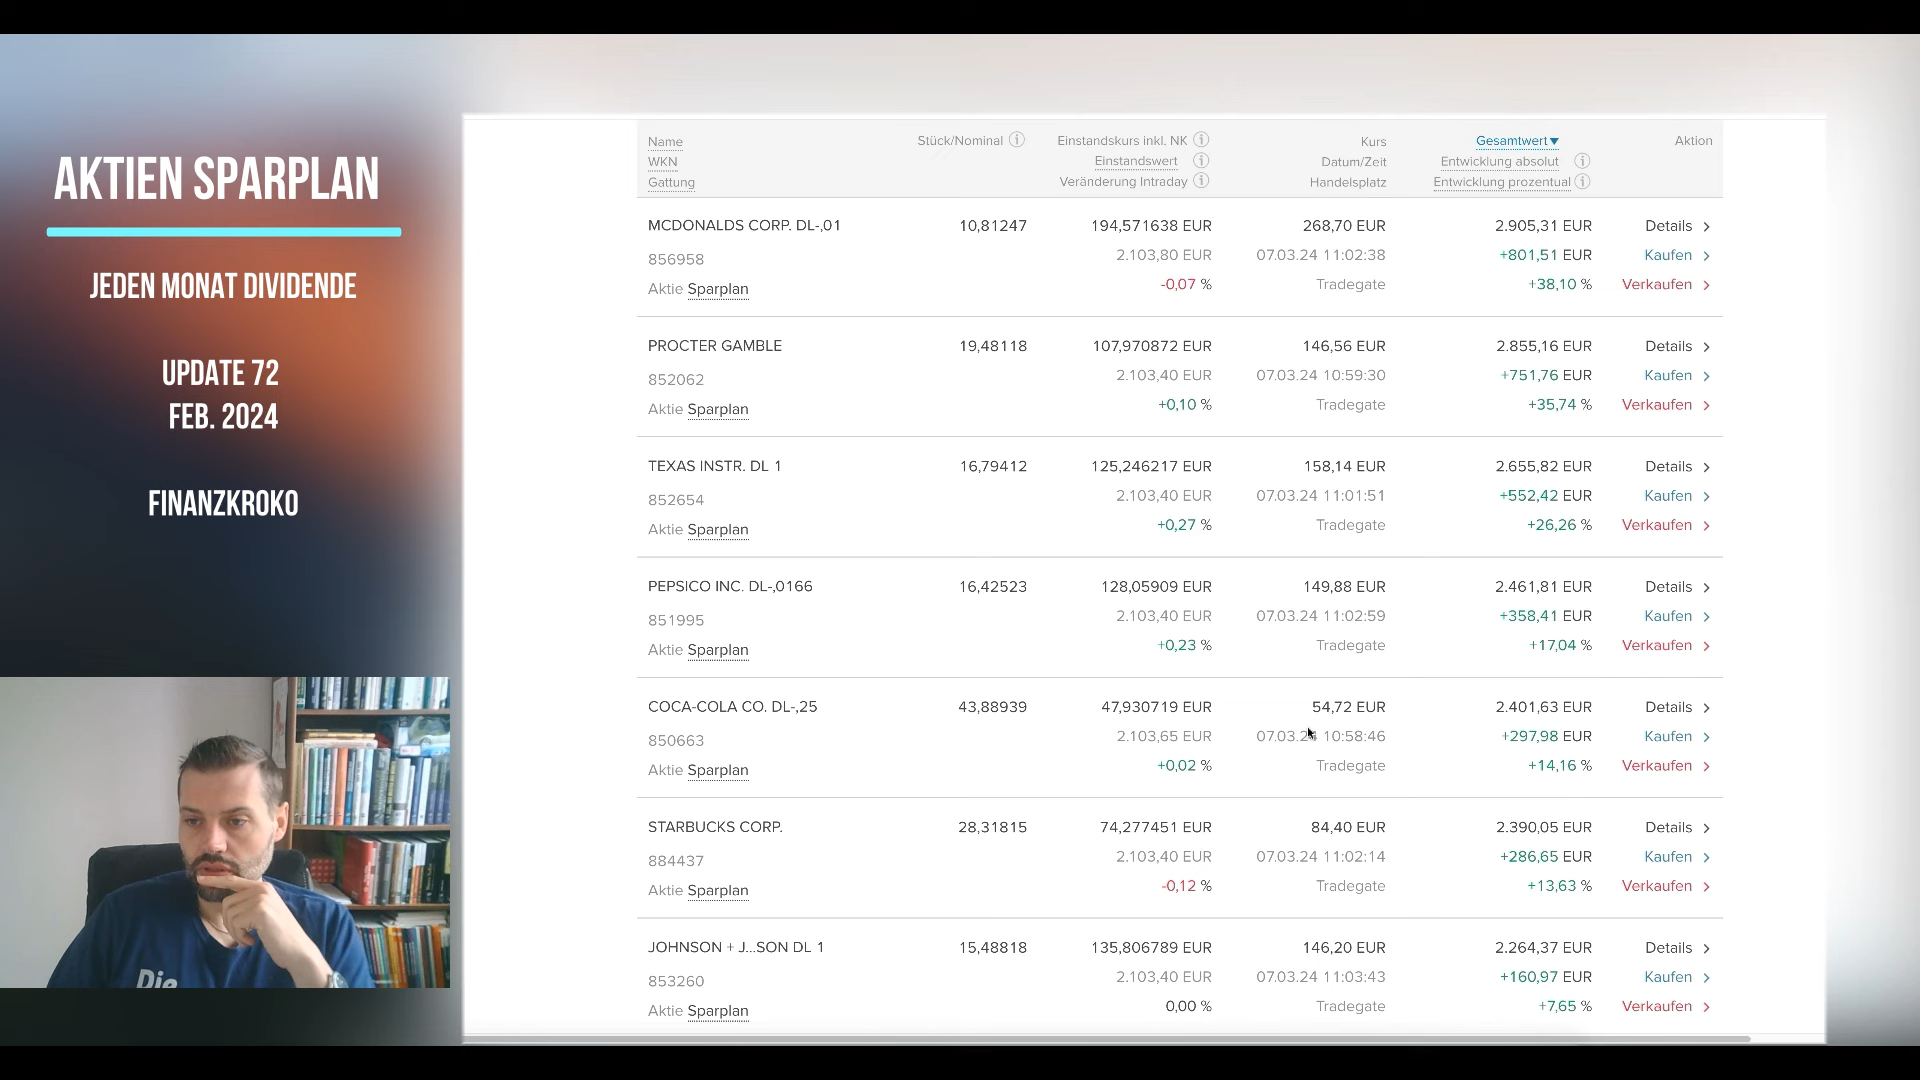 AKTIEN SPARPLAN
JEDEN MONAT DIVIDENDE
UPDATE 72
FEB. 2024
FINANZKROKO
Die
Name Stück/Nominal Einstandskurs inkl. NK Kurs Gesamtwert Aktion
WKN Einstandswert Datum/Zeit Entwicklung absolut
Gattung Veränderung Intraday Handelsplatz Entwicklung prozentual
MCDONALDS CORP. DL-,01 10,81247 194,571638 EUR 268,70 EUR 2.905,31 EUR Details
856958 2.103,80 EUR 07.03.24 11:02:38 +801,51 EUR Kaufen
Aktie Sparplan -0,07 % Tradegate +38,10 % Verkaufen
PROCTER GAMBLE 19,48118 107,970872 EUR 146,56 EUR 2.855,16 EUR Details
852062 2.103,40 EUR 07.03.24 10:59:30 +751,76 EUR Kaufen
Aktie Sparplan +0,10 % Tradegate +35,74 % Verkaufen
TEXAS INSTR. DL 1 16,79412 125,246217 EUR 158,14 EUR 2.655,82 EUR Details
852654 2.103,40 EUR 07.03.24 11:01:51 +552,42 EUR Kaufen
Aktie Sparplan +0,27 % Tradegate +26,26 % Verkaufen
PEPSICO INC. DL-,0166 16,42523 128,05909 EUR 149,88 EUR 2.461,81 EUR Details
851995 2.103,40 EUR 07.03.24 11:02:59 +358,41 EUR Kaufen
Aktie Sparplan +0,23 % Tradegate +17,04 % Verkaufen
COCA-COLA CO. DL-,25 43,88939 47,930719 EUR 54,72 EUR 2.401,63 EUR Details
850663 2.103,65 EUR 07.03.24 10:58:46 +297,98 EUR Kaufen
Aktie Sparplan +0,02 % Tradegate +14,16 % Verkaufen
STARBUCKS CORP. 28,31815 74,277451 EUR 84,40 EUR 2.390,05 EUR Details
884437 2.103,40 EUR 07.03.24 11:02:14 +286,65 EUR Kaufen
Aktie Sparplan -0,12 % Tradegate +13,63 % Verkaufen
JOHNSON + J...SON DL 1 15,48818 135,806789 EUR 146,20 EUR 2.264,37 EUR Details
853260 2.103,40 EUR 07.03.24 11:03:43 +160,97 EUR Kaufen
Aktie Sparplan 0,00 % Tradegate +7,65 % Verkaufen